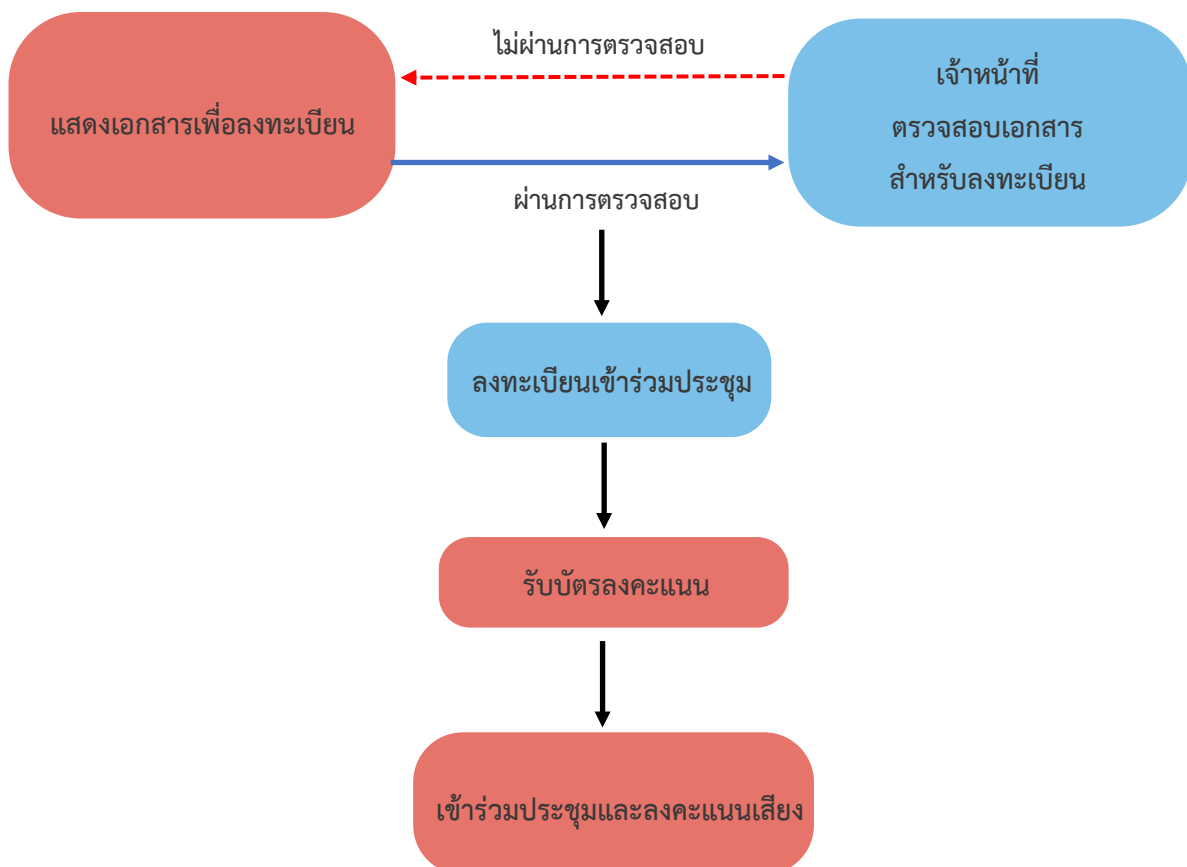 ไม่ผ่านการตรวจสอบ
แสดงเอกสารเพื่อลงทะเบียน
เจ้าหน้าที่
ตรวจสอบเอกสาร
สำหรับลงทะเบียน
ผ่านการตรวจสอบ
ลงทะเบียนเข้าร่วมประชุม
รับบัตรลงคะแนน
เข้าร่วมประชุมและลงคะแนนเสียง